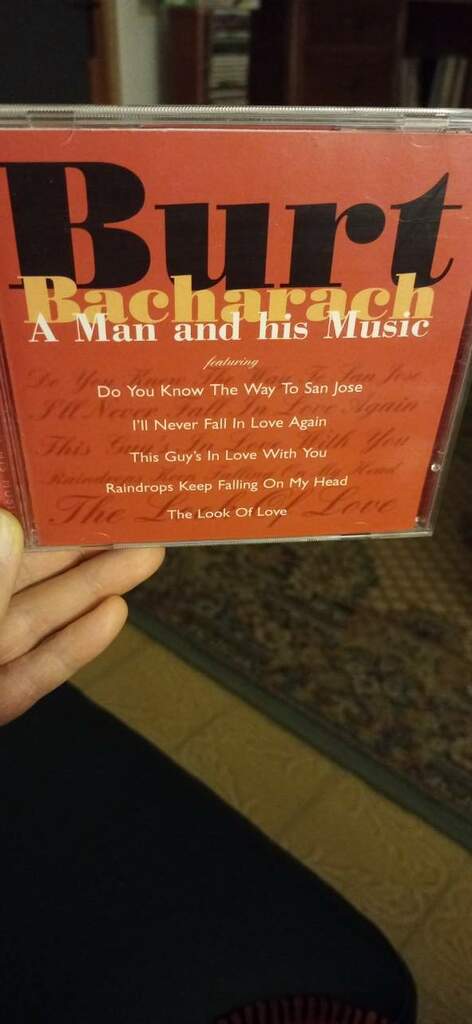 Burt
Bacharach
A Man and his Music
featuring
Do You Know The Way To San Jose
I'll Never Fall In Love Again
This Guy's In Love With You
Raindrops Keep Falling On My Head
The Look Of Love